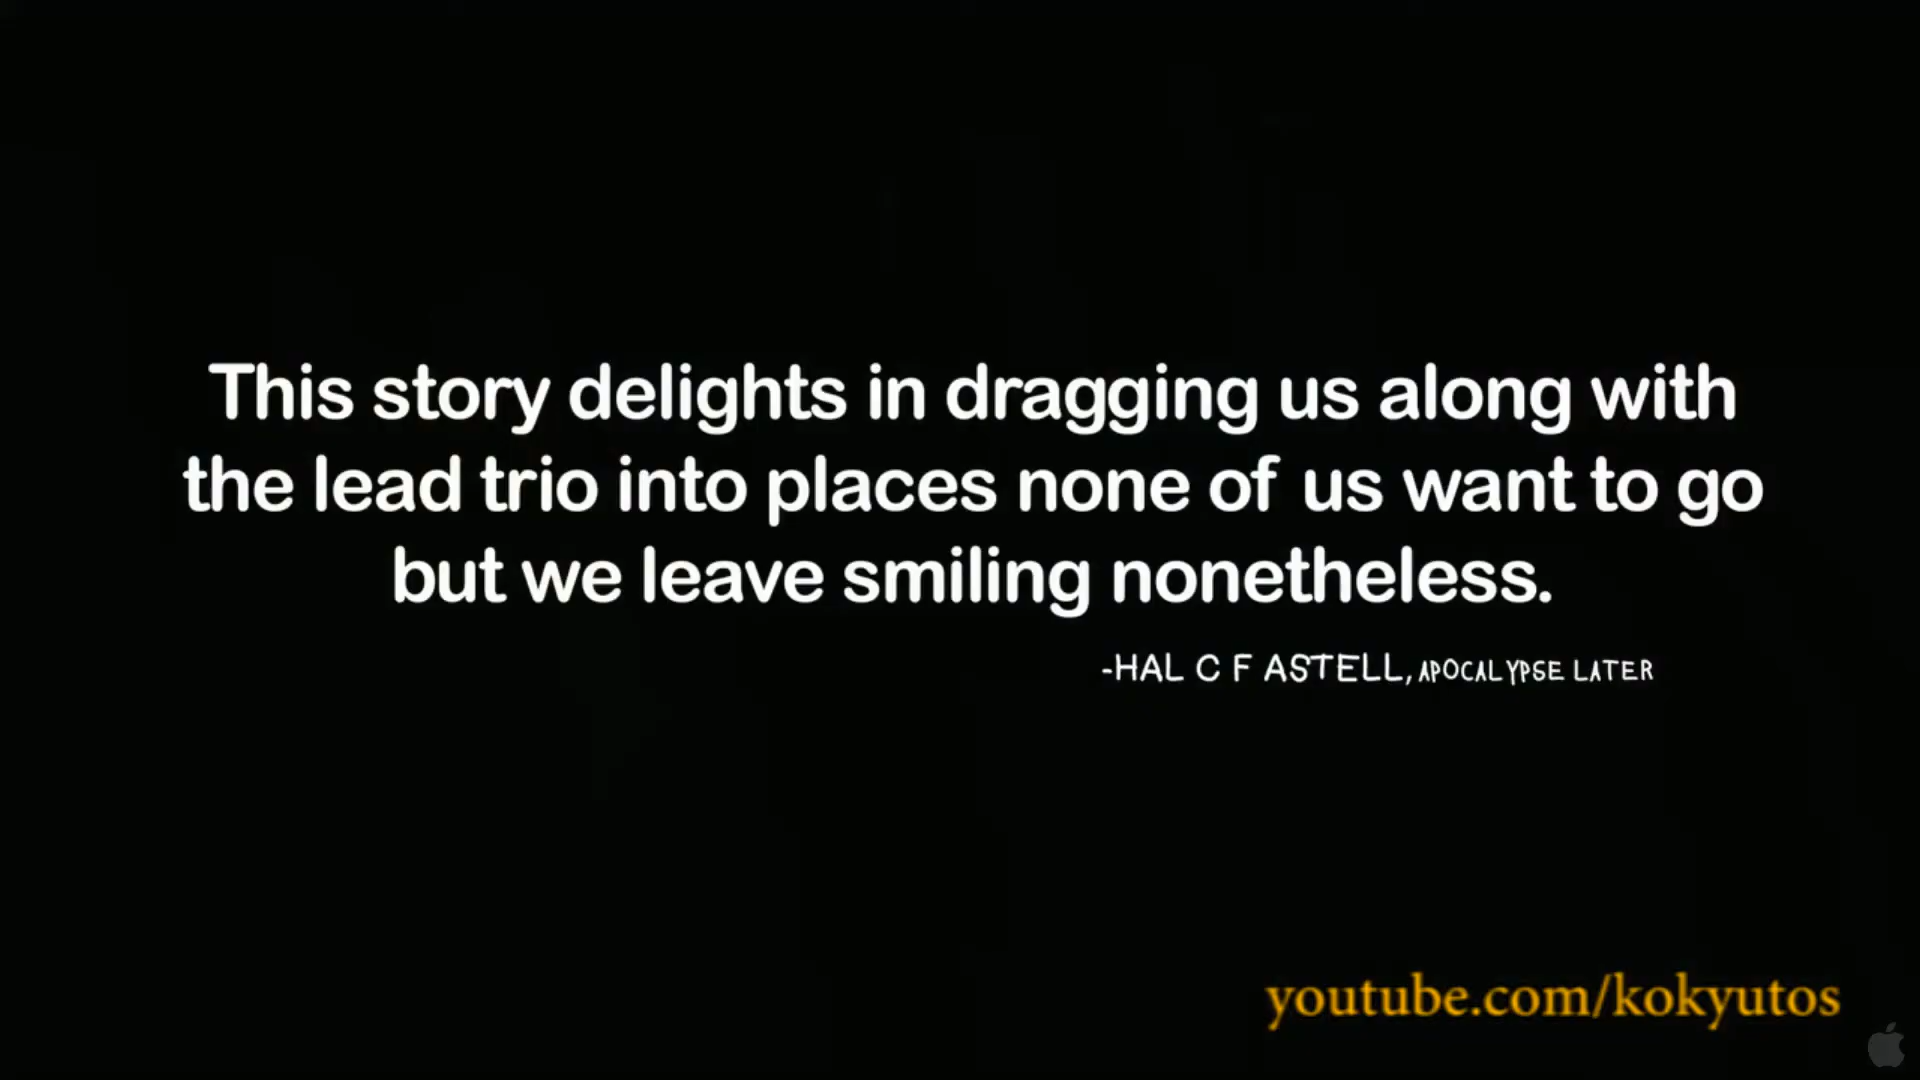 This story delights in dragging us along with
the lead trio into places none of us want to go
but we leave smiling nonetheless.
-HAL C F ASTELL, APOCALYPSE LATER
youtube.com/kokyutos